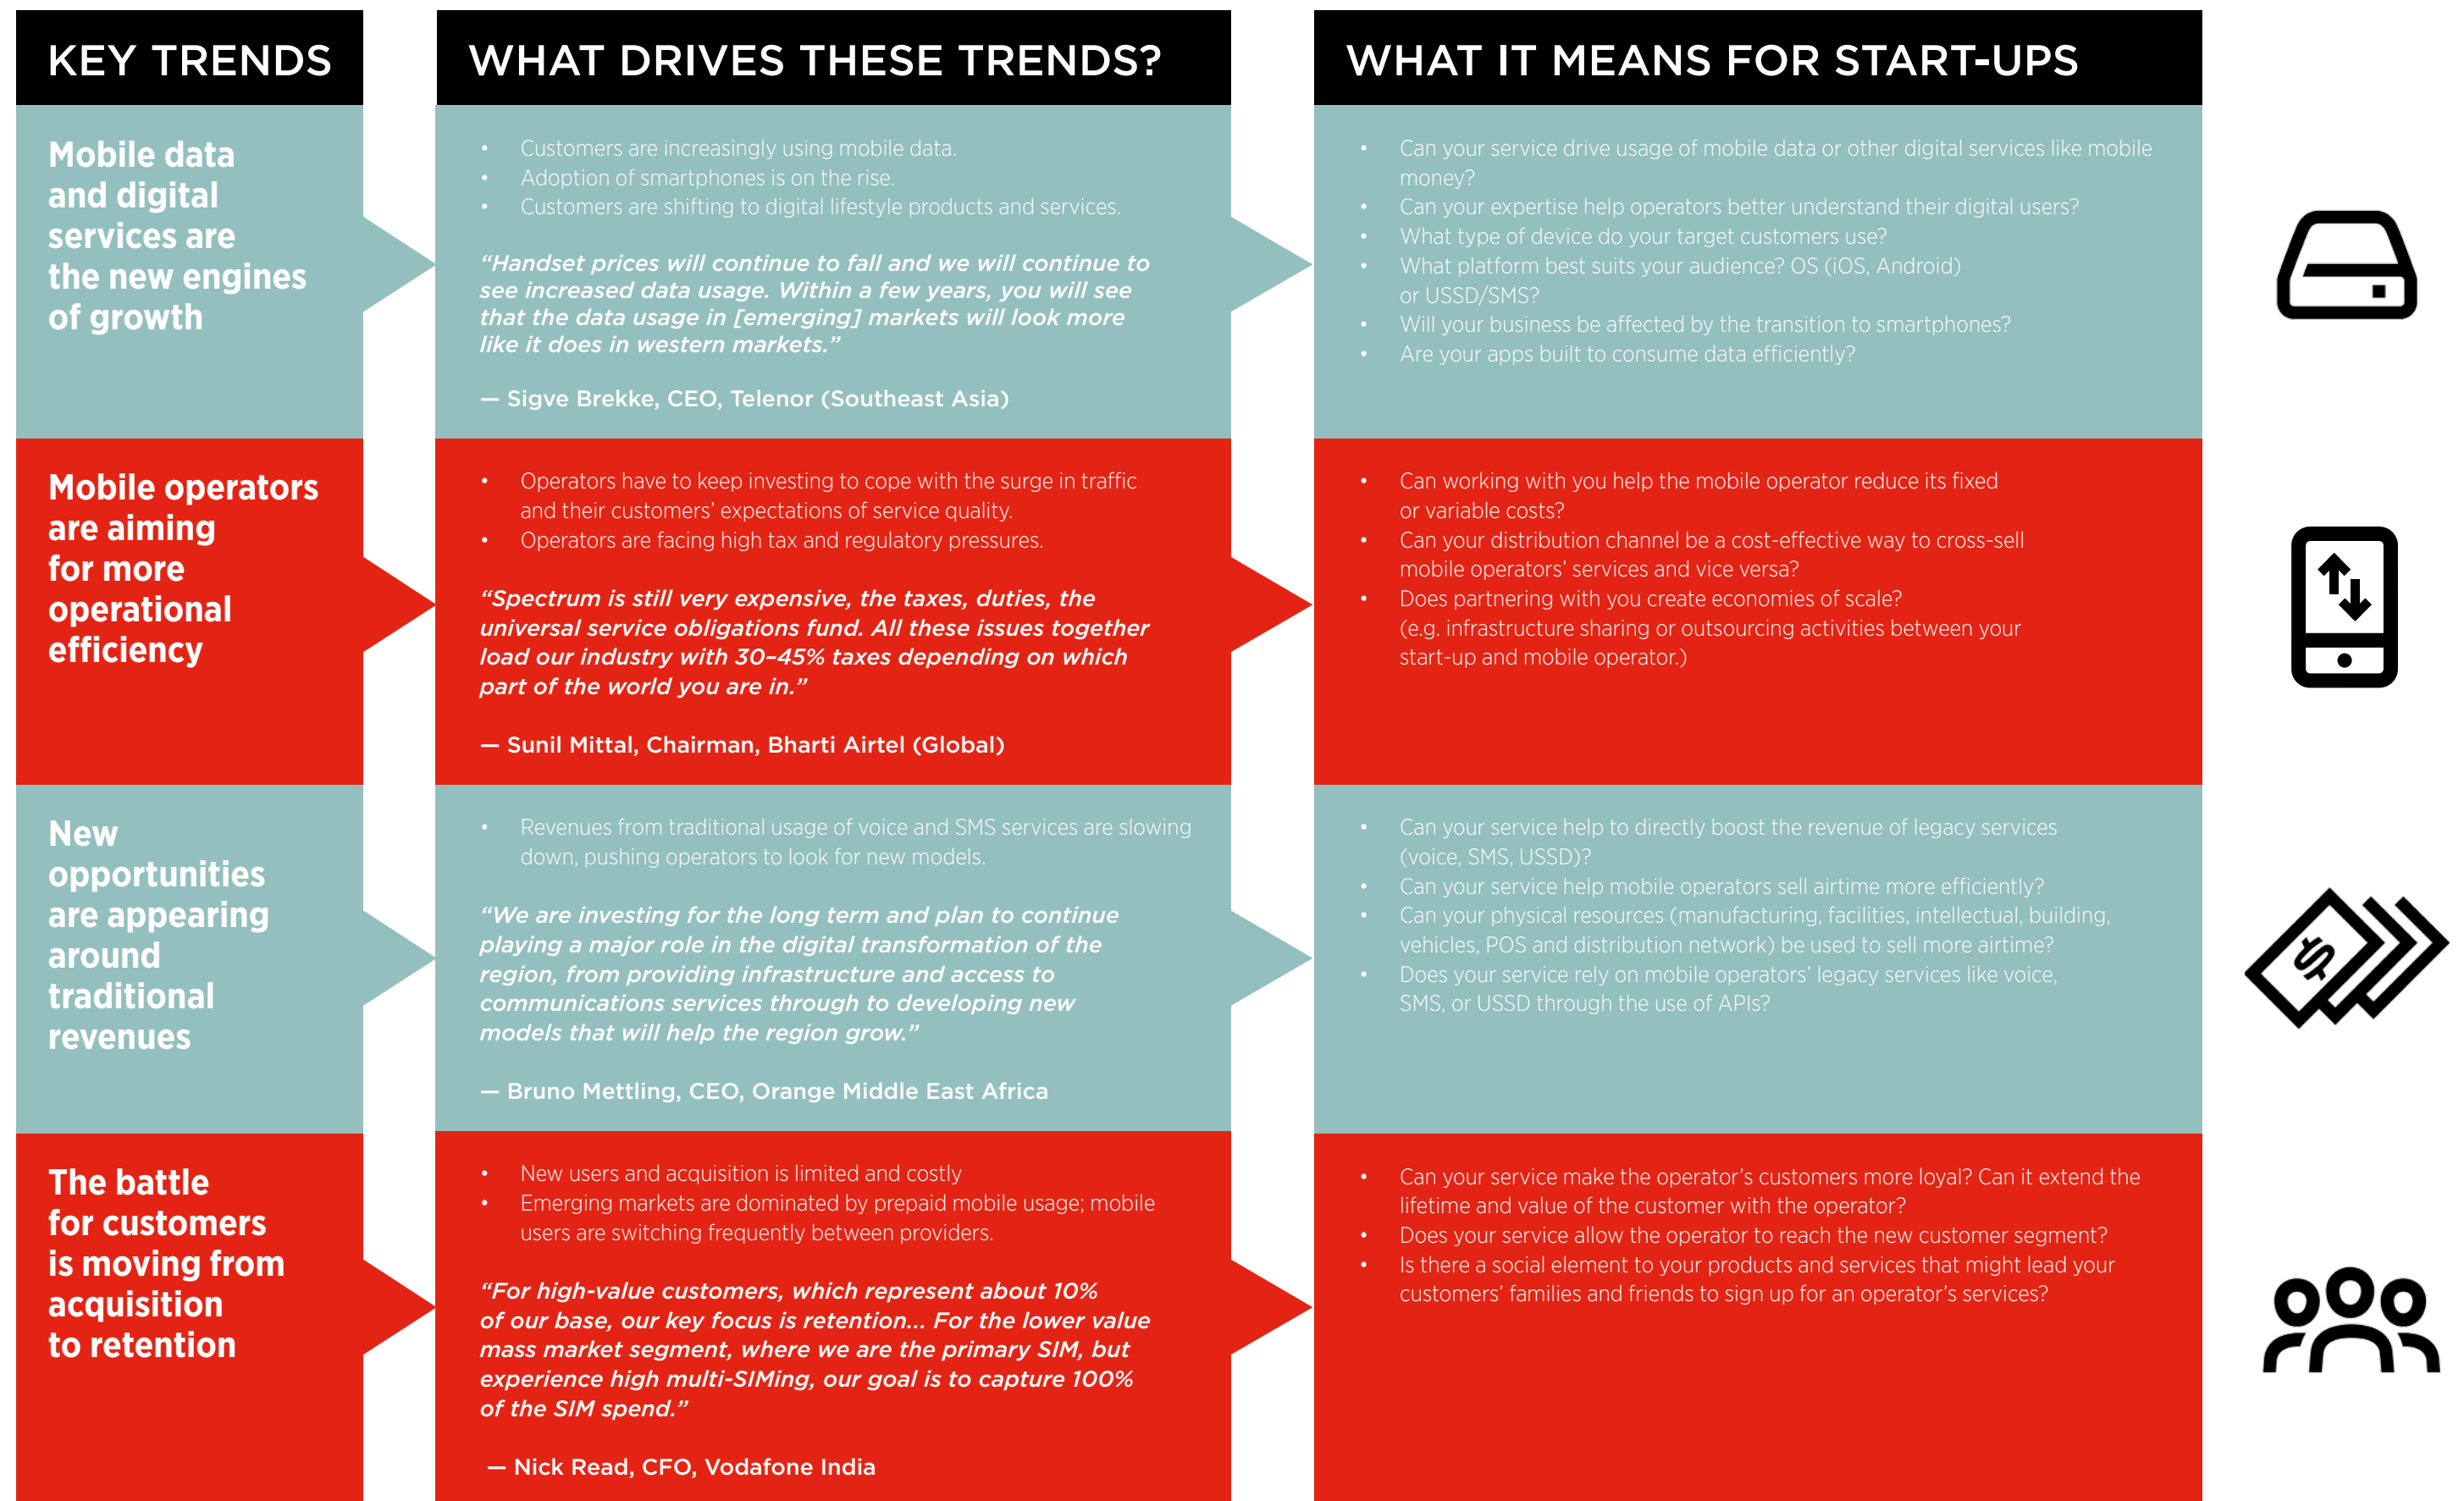 KEY TRENDS
WHAT DRIVES THESE TRENDS?
WHAT IT MEANS FOR START-UPS
Mobile data
and digital
services are
the new engines
of growth
• Customers are increasingly using mobile data.
• Adoption of smartphones is on the rise.
• Customers are shifting to digital lifestyle products and services.
“Handset prices will continue to fall and we will continue to
see increased data usage. Within a few years, you will see
that the data usage in [emerging] markets will look more
like it does in western markets.”
— Sigve Brekke, CEO, Telenor (Southeast Asia)
• Can your service drive usage of mobile data or other digital services like mobile
money?
• Can your expertise help operators better understand their digital users?
• What type of device do your target customers use?
• What platform best suits your audience? OS (iOS, Android)
or USSD/SMS?
• Will your business be affected by the transition to smartphones?
• Are your apps built to consume data efficiently?
Mobile operators
are aiming
for more
operational
efficiency
• Operators have to keep investing to cope with the surge in traffic
and their customers’ expectations of service quality.
• Operators are facing high tax and regulatory pressures.
“Spectrum is still very expensive, the taxes, duties, the
universal service obligations fund. All these issues together
load our industry with 30–45% taxes depending on which
part of the world you are in.”
— Sunil Mittal, Chairman, Bharti Airtel (Global)
• Can working with you help the mobile operator reduce its fixed
or variable costs?
• Can your distribution channel be a cost-effective way to cross-sell
mobile operators’ services and vice versa?
• Does partnering with you create economies of scale?
(e.g. infrastructure sharing or outsourcing activities between your
start-up and mobile operator.)
New
opportunities
are appearing
around
traditional
revenues
• Revenues from traditional usage of voice and SMS services are slowing
down, pushing operators to look for new models.
“We are investing for the long term and plan to continue
playing a major role in the digital transformation of the
region, from providing infrastructure and access to
communications services through to developing new
models that will help the region grow.”
— Bruno Mettling, CEO, Orange Middle East Africa
• Can your service help to directly boost the revenue of legacy services
(voice, SMS, USSD)?
• Can your service help mobile operators sell airtime more efficiently?
• Can your physical resources (manufacturing, facilities, intellectual, building,
vehicles, POS and distribution network) be used to sell more airtime?
• Does your service rely on mobile operators’ legacy services like voice,
SMS, or USSD through the use of APIs?
$
The battle
for customers
is moving from
acquisition
to retention
• New users and acquisition is limited and costly
• Emerging markets are dominated by prepaid mobile usage; mobile
users are switching frequently between providers.
“For high-value customers, which represent about 10%
of our base, our key focus is retention... For the lower value
mass market segment, where we are the primary SIM, but
experience high multi-SIMing, our goal is to capture 100%
of the SIM spend.”
— Nick Read, CFO, Vodafone India
• Can your service make the operator’s customers more loyal? Can it extend the
lifetime and value of the customer with the operator?
• Does your service allow the operator to reach the new customer segment?
• Is there a social element to your products and services that might lead your
customers’ families and friends to sign up for an operator’s services?